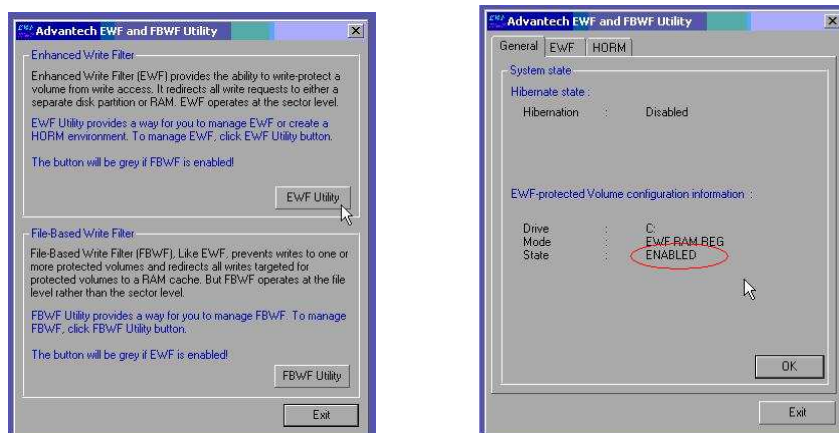 Advantech EWF and FBWF Utility
Enhanced Write Filter
Enhanced Write Filter (EWF) provides the ability to write-protect a
volume from write access. It redirects all write requests to either a
separate disk partition or RAM. EWF operates at the sector level.
EWF Utility provides a way for you to manage EWF or create a
HORM environment. To manage EWF, click EWF Utility button.
The button will be grey if FBWF is enabled!
EWF Utility
File-Based Write Filter
File-Based Write Filter (FBWF), Like EWF, prevents writes to one or
more protected volumes and redirects all writes targeted for
protected volumes to a RAM cache. But FBWF operates at the file
level rather than the sector level.
FBWF Utility provides a way for you to manage FBWF. To manage
FBWF, click FBWF Utility button.
The button will be grey if EWF is enabled!
FBWF Utility
Exit
Advantech EWF and FBWF Utility
General EWF HORM
System state
Hibernate state :
Hibernation : Disabled
EWF-protected Volume configuration information :
Drive : C:
Mode : EWF RAM REG
State : ENABLED
OK
Exit